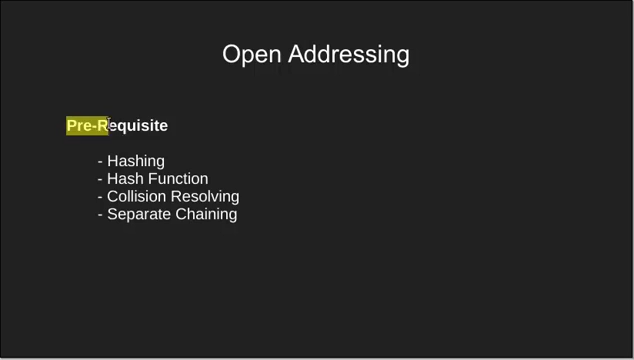 Open Addressing
Pre-Requisite
- Hashing
- Hash Function
- Collision Resolving
- Separate Chaining